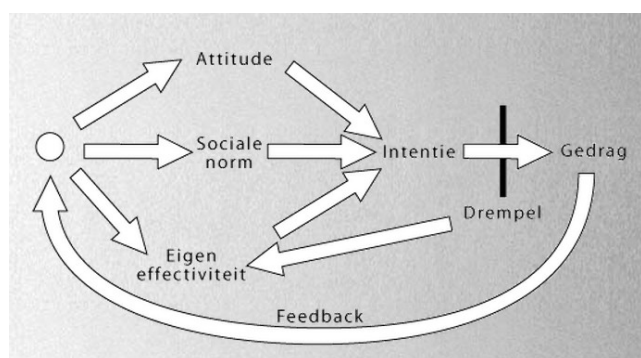 Attitude
Sociale
norm
Intentie
Gedrag
Drempel
Eigen
effectiviteit
Feedback